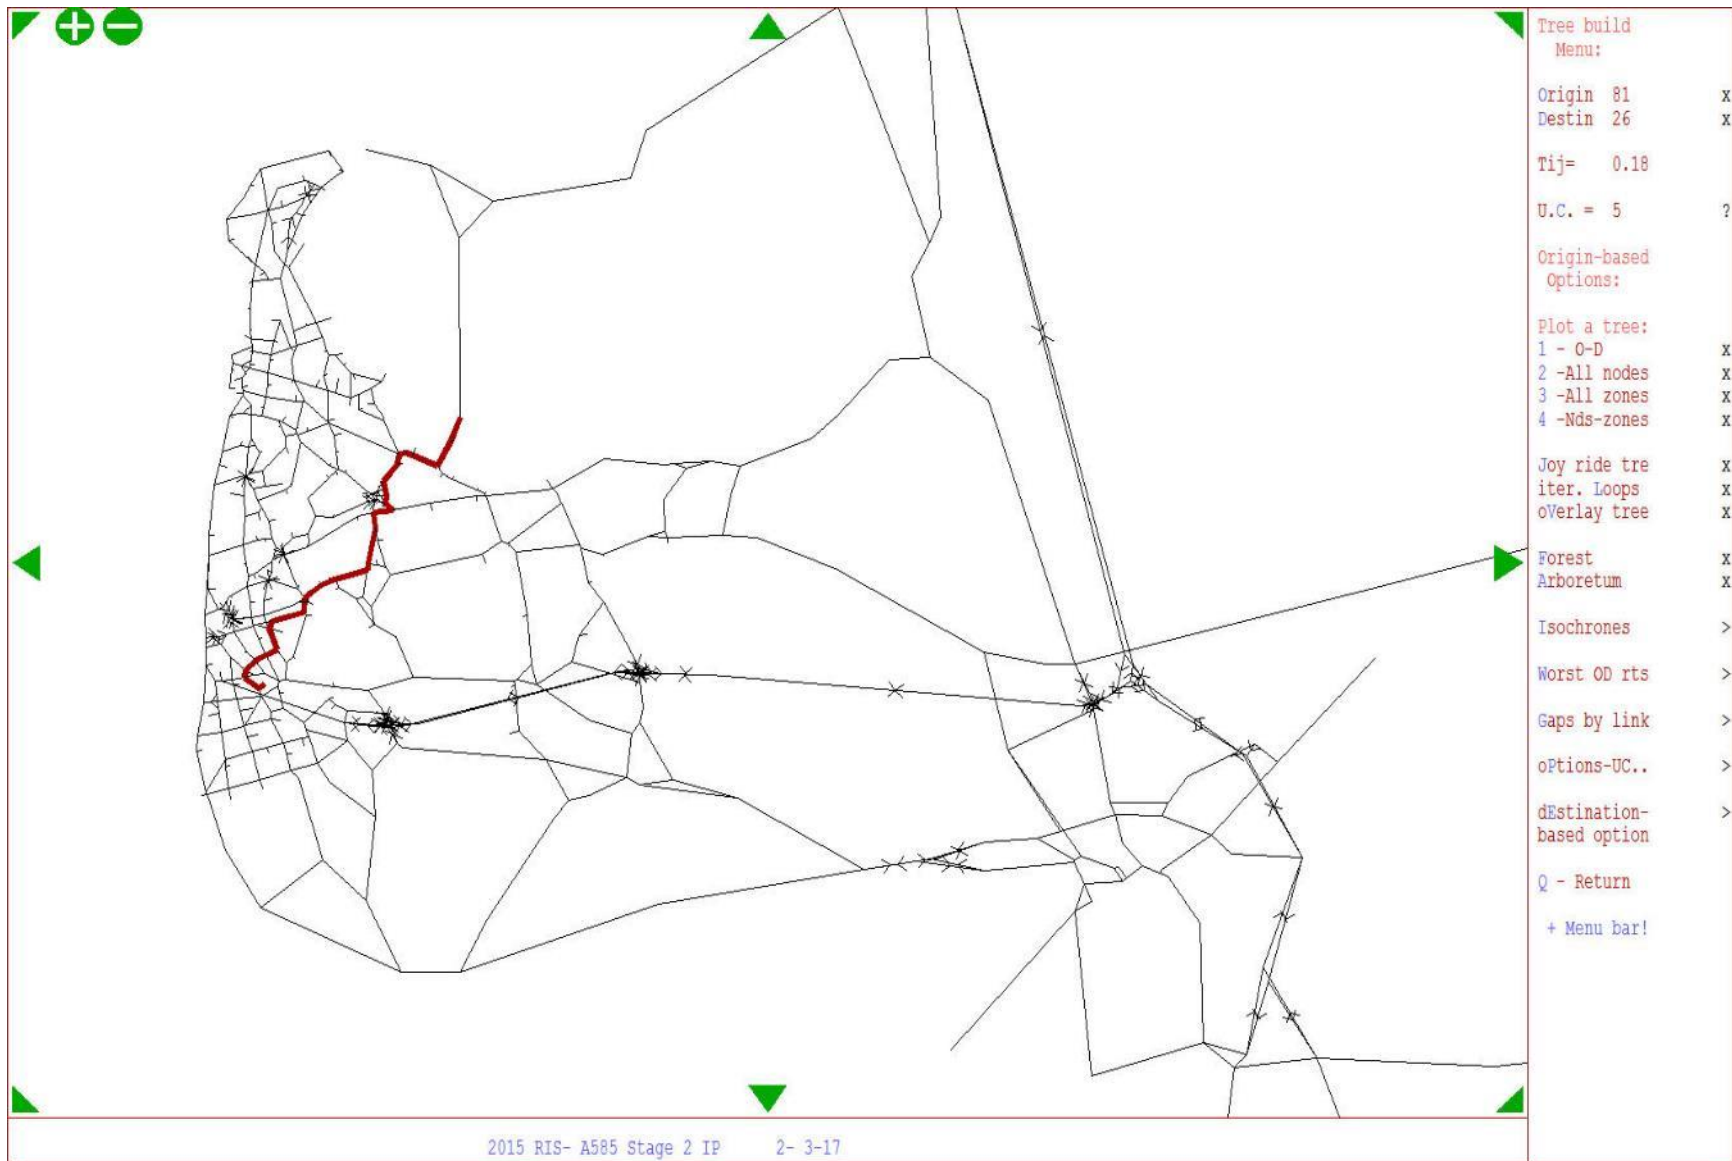 Tree build
Menu:
Origin 81 x
Destin 26 x
Tij= 0.18
U.C. = 5 ?
Origin-based
Options:
Plot a tree:
1 - O-D x
2 -All nodes x
3 -All zones x
4 -Nds-zones x
Joy ride tre x
iter. Loops x
oVerlay tree x
Forest x
Arboretum x
Isochrones >
Worst OD rts >
Gaps by link >
oPtions-UC.. >
dEstination- >
based option
Q - Return
+ Menu bar!
2015 RIS- A585 Stage 2 IP 2- 3-17